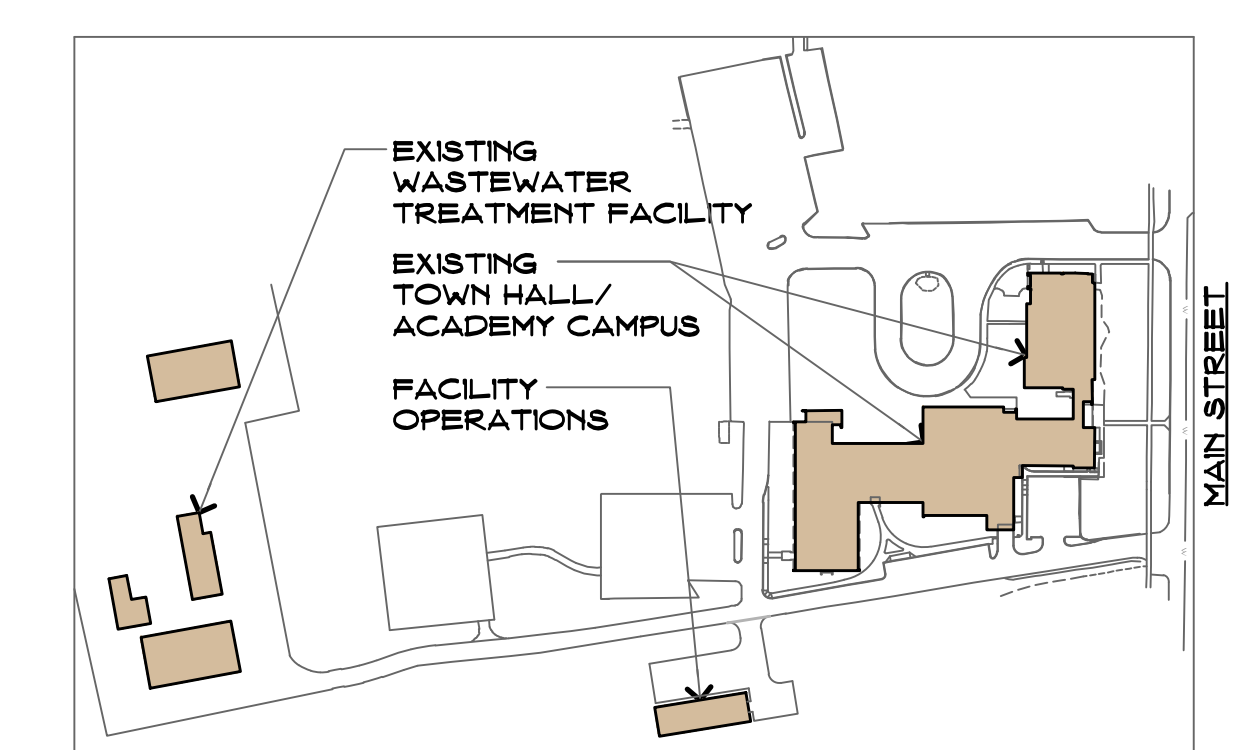 EXISTING
WASTEWATER
TREATMENT FACILITY
EXISTING
TOWN HALL/
ACADEMY CAMPUS
FACILITY
OPERATIONS
MAIN STREET